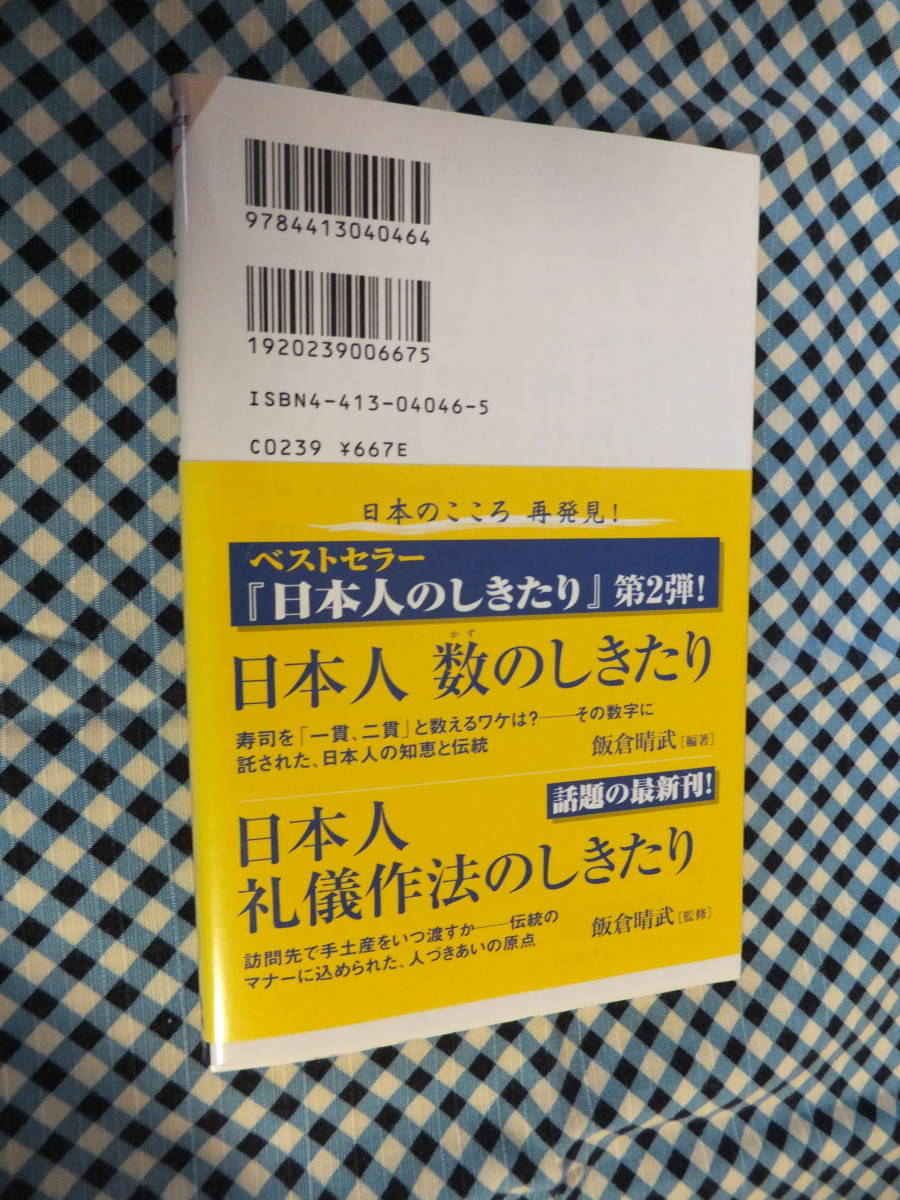 9784413040464
1920239006675
ISBN4-413-04046-5
C0239 ¥667E
日本のこころ 再発見!
ベストセラー
『日本人のしきたり』第2弾!
かず
日本人 数のしきたり
寿司を「一貫、二貫」と数えるワケは?――その数字に
託された、日本人の知恵と伝統
飯倉晴武[編著]
話題の最新刊!
日本人
礼儀作法のしきたり
訪問先で手土産をいつ渡すか――伝統の
マナーに込められた、人づきあいの原点
飯倉晴武[監修]